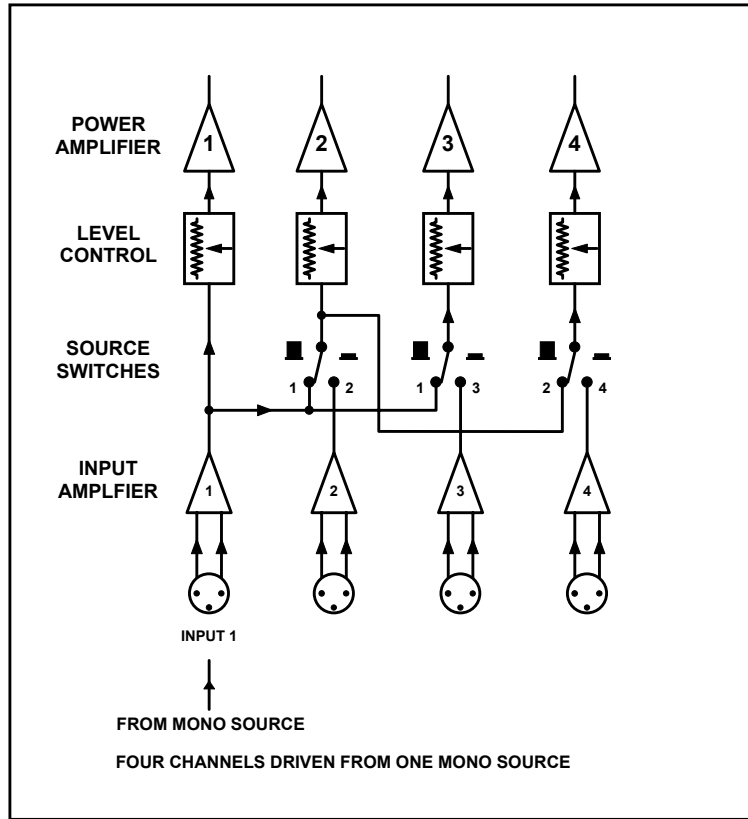 POWER
AMPLIFIER
1
2
3
4
LEVEL
CONTROL
SOURCE
SWITCHES
1
2
1
3
2
4
INPUT
AMPLFIER
1
2
3
4
INPUT 1
FROM MONO SOURCE
FOUR CHANNELS DRIVEN FROM ONE MONO SOURCE